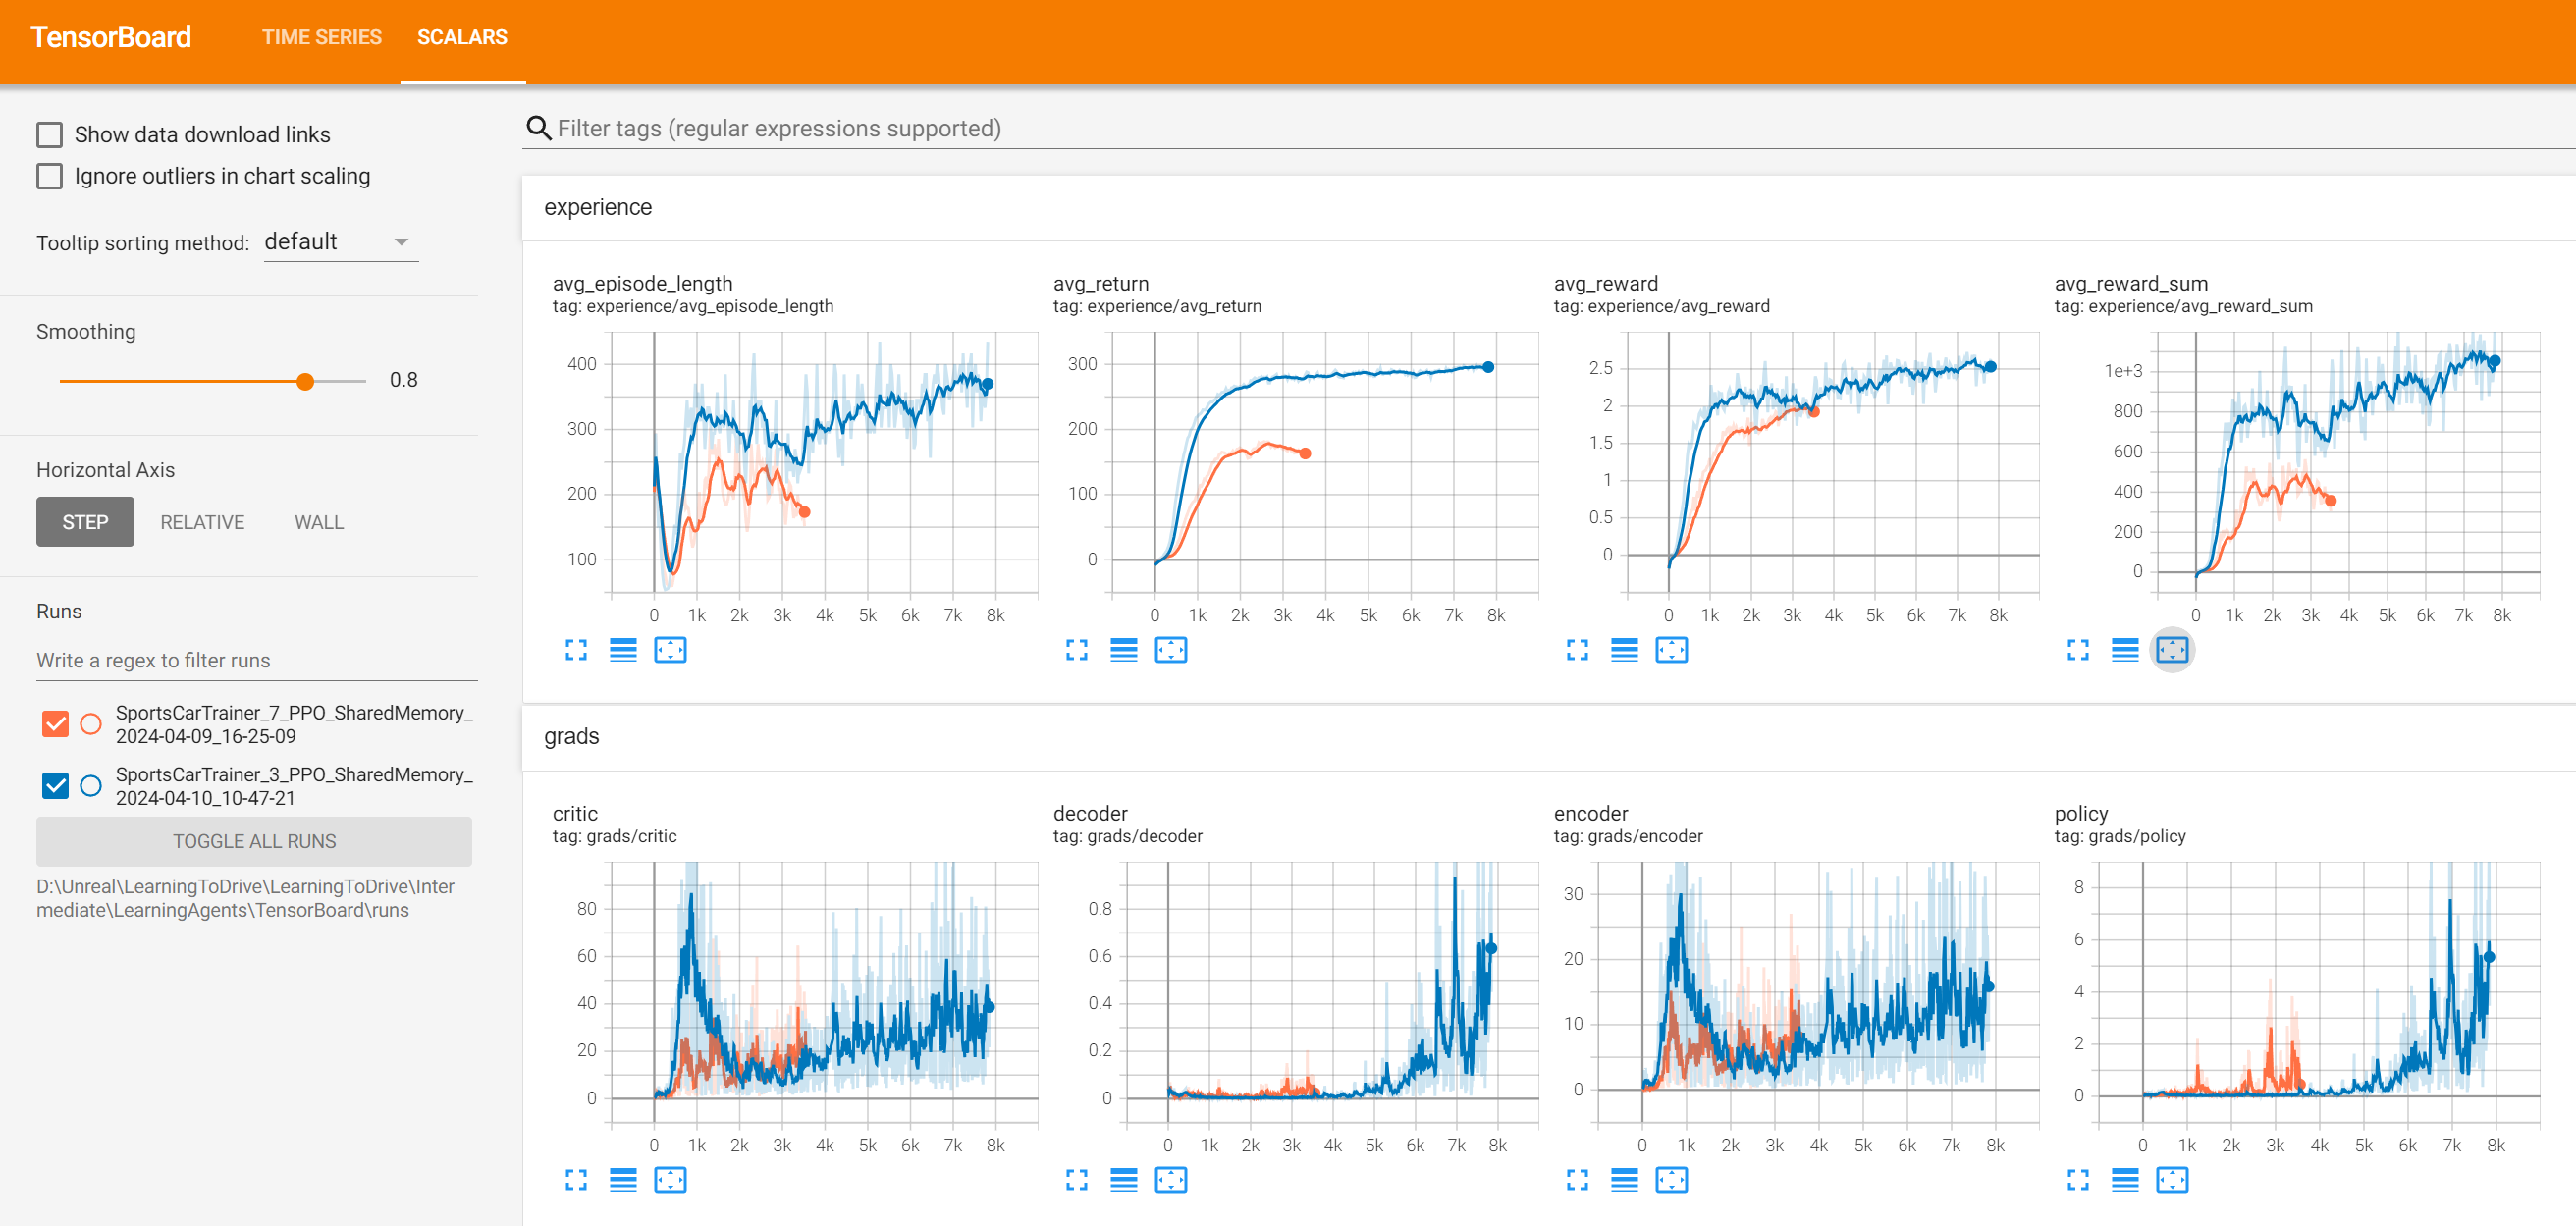 TensorBoard
TIME SERIES
SCALARS
Show data download links
Ignore outliers in chart scaling
Tooltip sorting method: default
Smoothing
0.8
Horizontal Axis
STEP
RELATIVE
WALL
Runs
Write a regex to filter runs
SportsCarTrainer_7_PPO_SharedMemory_
2024-04-09_16-25-09
SportsCarTrainer_3_PPO_SharedMemory_
2024-04-10_10-47-21
TOGGLE ALL RUNS
D:\Unreal\LearningToDrive\LearningToDrive\Inter
mediate\LearningAgents\TensorBoard\runs
Filter tags (regular expressions supported)
experience
avg_episode_length
tag: experience/avg_episode_length
400
300
200
100
0 1k 2k 3k 4k 5k 6k 7k 8k
avg_return
tag: experience/avg_return
300
200
100
0
0 1k 2k 3k 4k 5k 6k 7k 8k
avg_reward
tag: experience/avg_reward
2.5
2
1.5
1
0.5
0
0 1k 2k 3k 4k 5k 6k 7k 8k
avg_reward_sum
tag: experience/avg_reward_sum
1e+3
800
600
400
200
0
0 1k 2k 3k 4k 5k 6k 7k 8k
grads
critic
tag: grads/critic
80
60
40
20
0
0 1k 2k 3k 4k 5k 6k 7k 8k
decoder
tag: grads/decoder
0.8
0.6
0.4
0.2
0
0 1k 2k 3k 4k 5k 6k 7k 8k
encoder
tag: grads/encoder
30
20
10
0
0 1k 2k 3k 4k 5k 6k 7k 8k
policy
tag: grads/policy
8
6
4
2
0
0 1k 2k 3k 4k 5k 6k 7k 8k